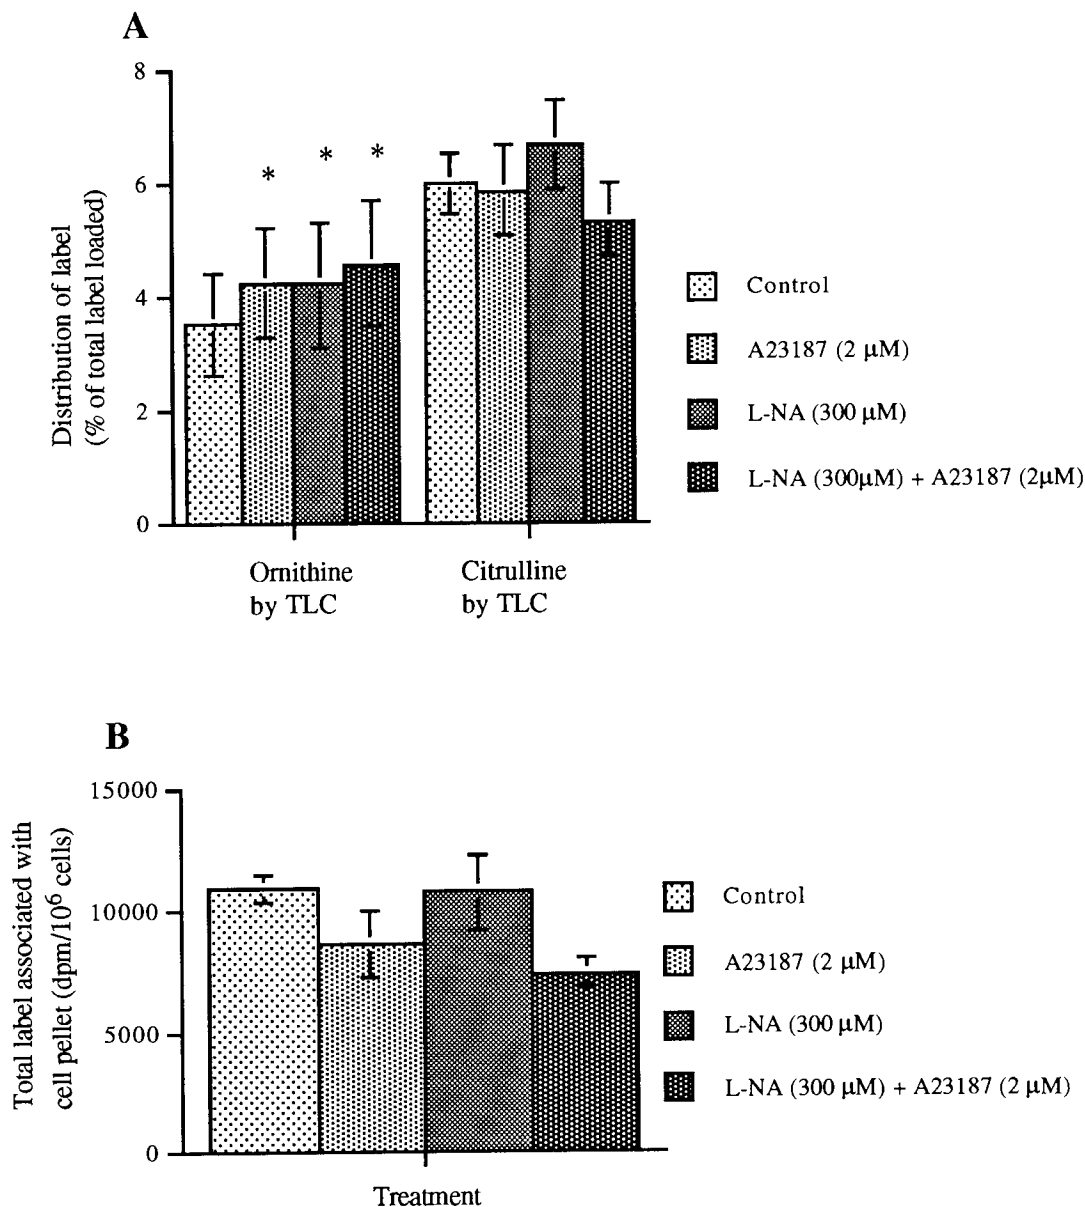 A
8
6
4
2
0
Distribution of label
(% of total label loaded)
*
*
*
Ornithine
by TLC
Citrulline
by TLC
Control
A23187 (2 μM)
L-NA (300 μM)
L-NA (300μM) + A23187 (2μM)
B
15000
10000
5000
0
Total label associated with
cell pellet (dpm/10⁶ cells)
Treatment
Control
A23187 (2 μM)
L-NA (300 μM)
L-NA (300 μM) + A23187 (2 μM)